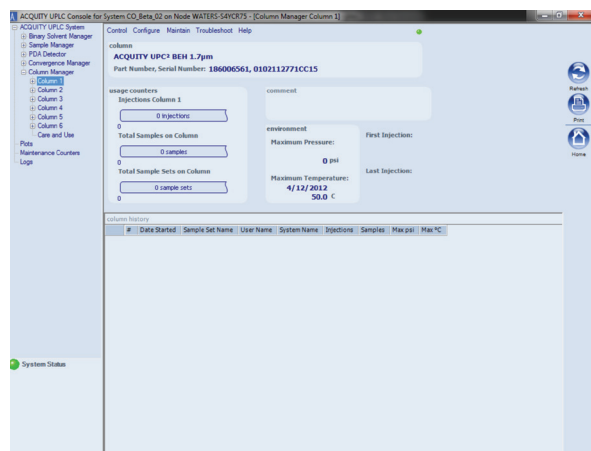 ACQUITY UPLC Console for System CO_Beta_02 on Node WATERS-S4YCR75 - [Column Manager Column 1]
ACQUITY UPLC System
Binary Solvent Manager
Sample Manager
PDA Detector
Convergence Manager
Column Manager
Column 1
Column 2
Column 3
Column 4
Column 5
Column 6
Care and Use
Plots
Maintenance Counters
Logs
System Status
Control Configure Maintain Troubleshoot Help
column
ACQUITY UPC² BEH 1.7µm
Part Number, Serial Number: 186006561, 0102112771CC15
usage counters
Injections Column 1
0 injections
0
Total Samples on Column
0 samples
0
Total Sample Sets on Column
0 sample sets
0
comment
environment
Maximum Pressure:
0 psi
Maximum Temperature:
4/12/2012
50.0 C
First Injection:
Last Injection:
column history
# Date Started Sample Set Name User Name System Name Injections Samples Max psi Max °C
Refresh
Print
Home